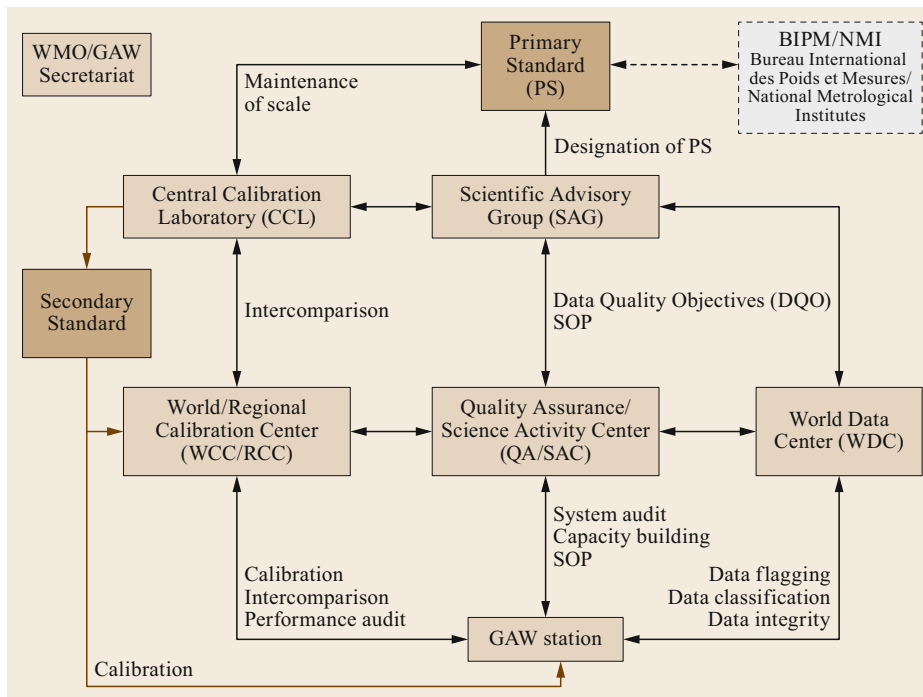 WMO/GAW
Secretariat
Primary
Standard
(PS)
BIPM/NMI
Bureau International
des Poids et Mesures/
National Metrological
Institutes
Maintenance
of scale
Designation of PS
Central Calibration
Laboratory (CCL)
Scientific Advisory
Group (SAG)
Secondary
Standard
Intercomparison
Data Quality Objectives (DQO)
SOP
World/Regional
Calibration Center
(WCC/RCC)
Quality Assurance/
Science Activity Center
(QA/SAC)
World Data
Center (WDC)
System audit
Capacity building
SOP
Calibration
Intercomparison
Performance audit
Data flagging
Data classification
Data integrity
GAW station
Calibration